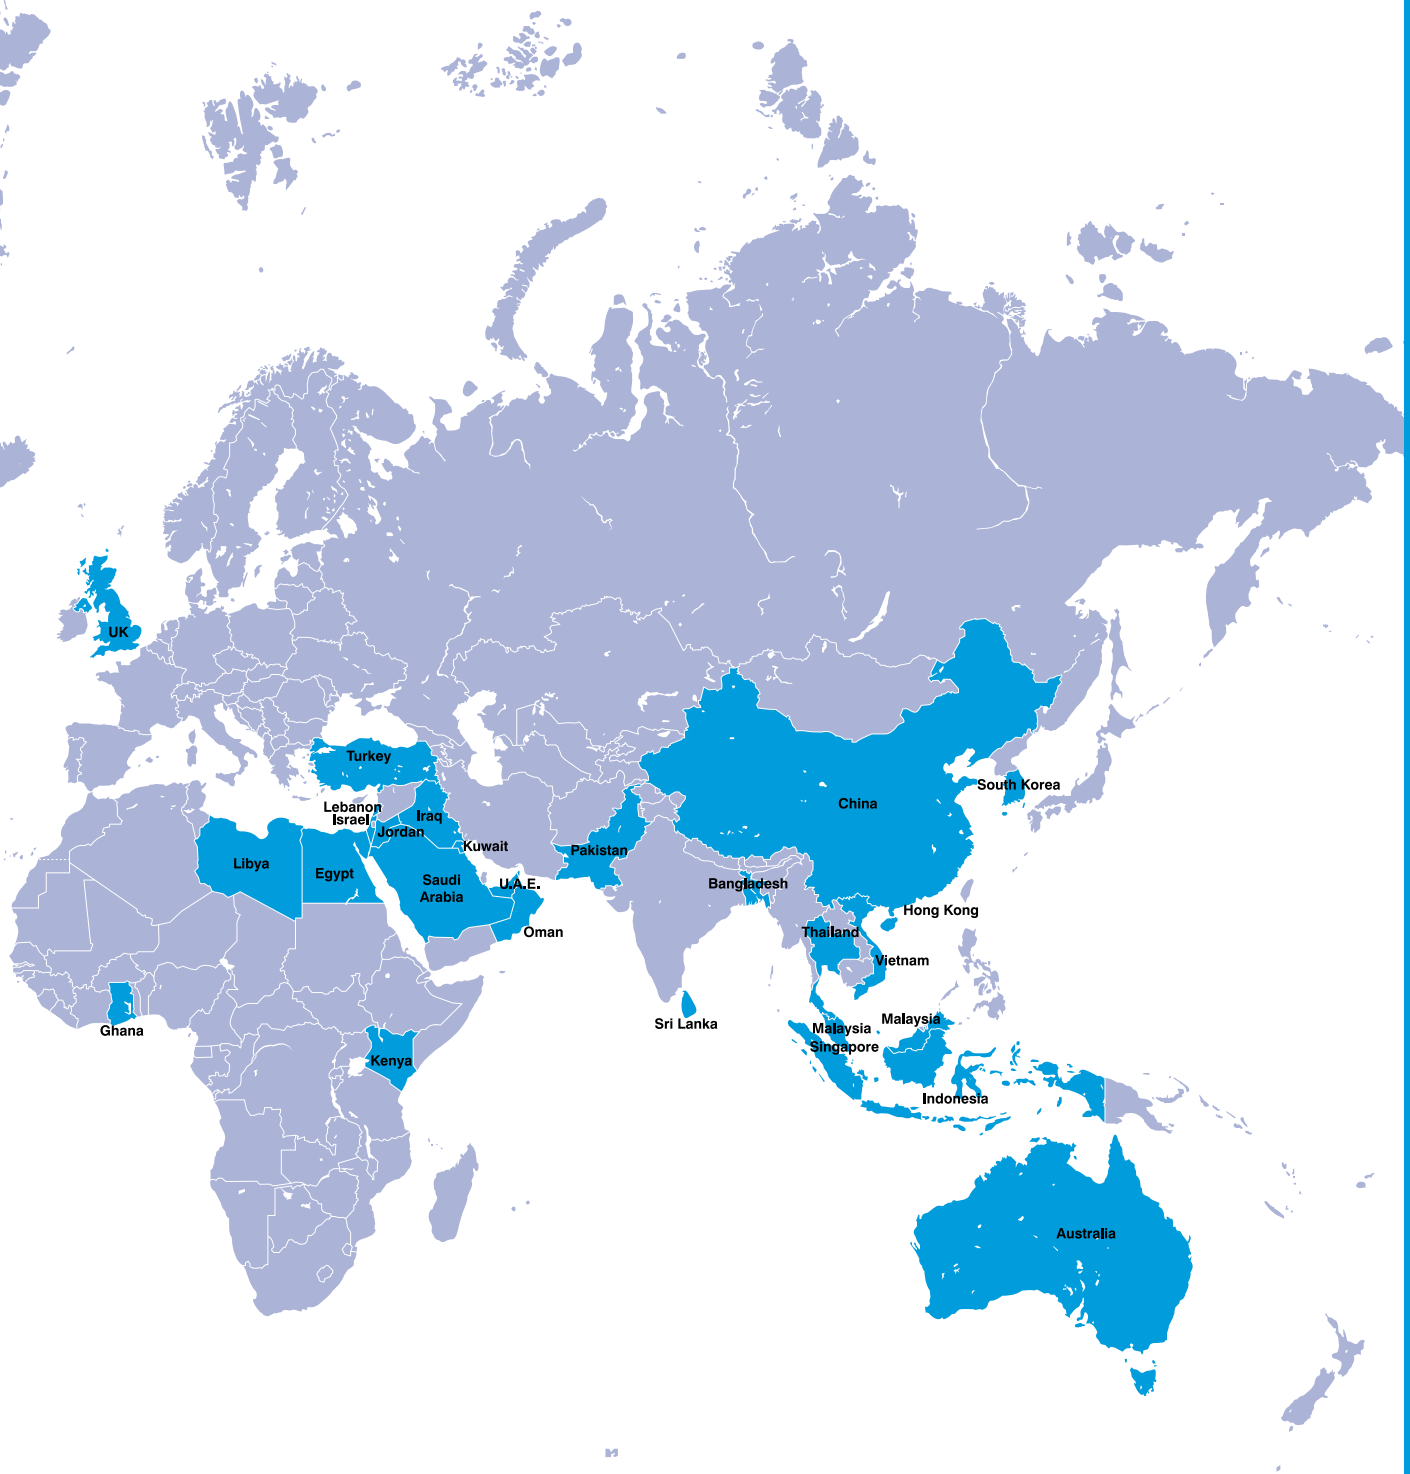 UK
Turkey
Lebanon
Israel
Iraq
Jordan
Kuwait
Libya
Egypt
Saudi
Arabia
U.A.E.
Oman
Pakistan
China
South Korea
Bangladesh
Hong Kong
Thailand
Vietnam
Ghana
Kenya
Sri Lanka
Malaysia
Malaysia
Singapore
Indonesia
Australia